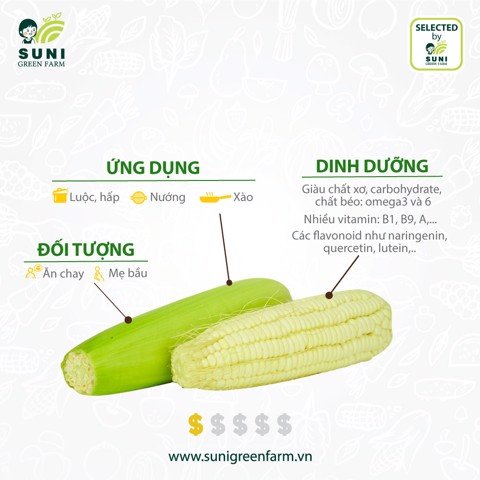 SUNI
GREEN FARM
SELECTED
by
SUNI
GREEN FARM
ỨNG DỤNG
Luộc, hấp
Nướng
Xào
DINH DƯỠNG
Giàu chất xơ, carbohydrate,
chất béo: omega3 và 6
Nhiều vitamin: B1, B9, A,...
Các flavonoid như naringenin,
quercetin, lutein,..
ĐỐI TƯỢNG
Ăn chay
Mẹ bầu
$ $ $ $ $
www.sunigreenfarm.vn